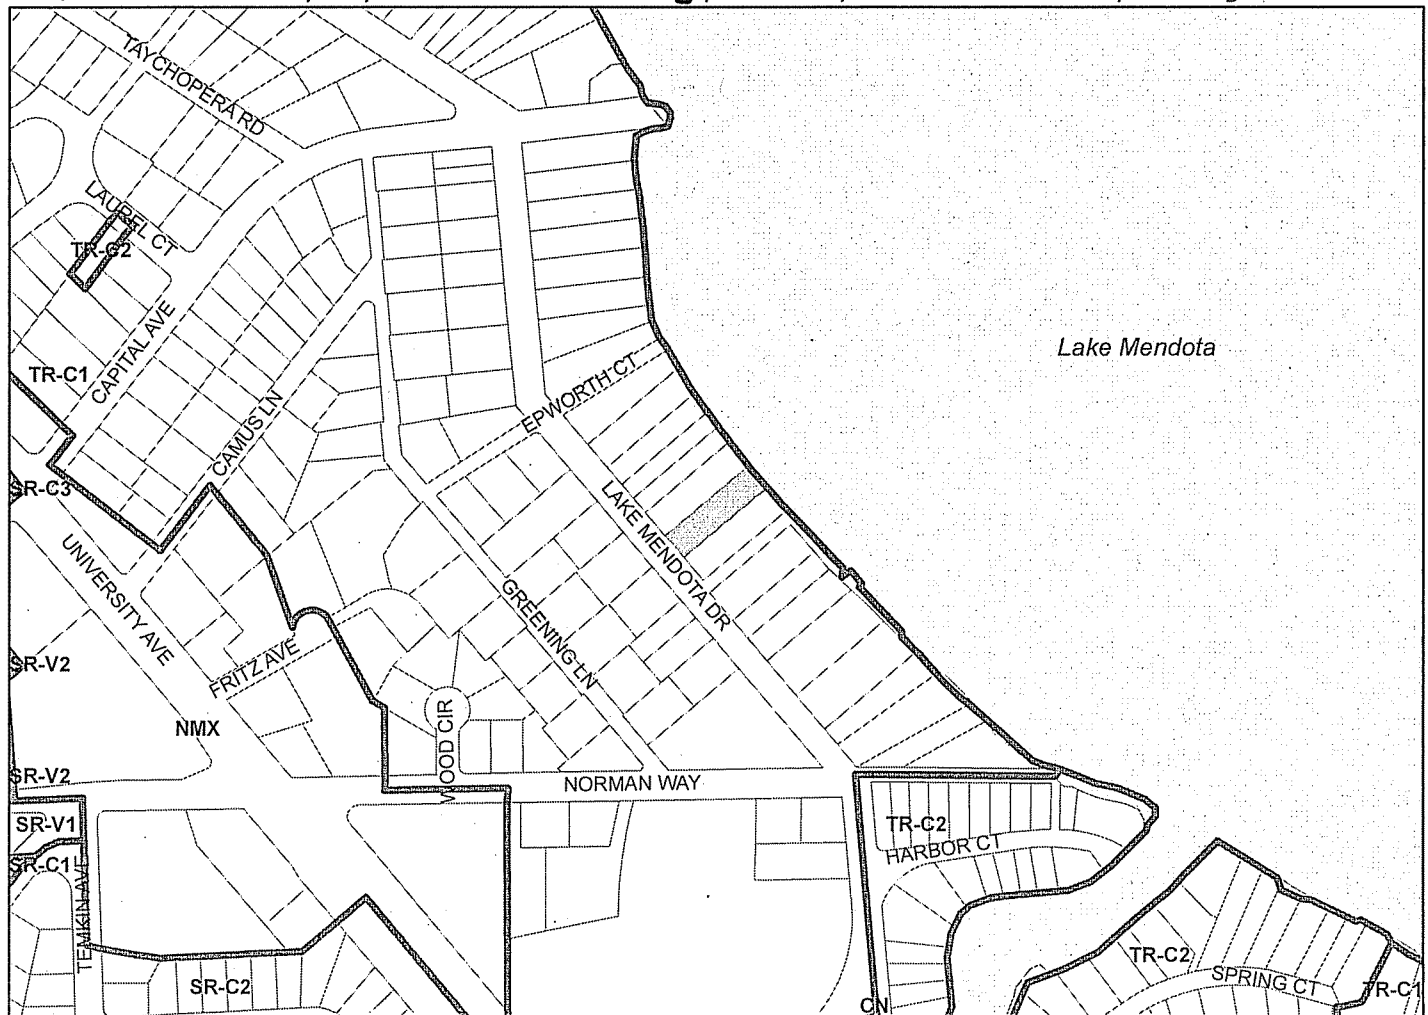 TAYCHOPERA RD
LAUREL CT
TR-C2
Lake Mendota
CAPITAL AVE
TR-C1
EPWORTH CT
CAMUS LN
SR-C3
LAKE MENDOTA DR
UNIVERSITY AVE
GREENING LN
FRITZ AVE
SR-V2
WOOD CIR
NMX
SR-V2
NORMAN WAY
SR-V1
TR-C2
HARBOR CT
SR-C1
TEMKIN AVE
TR-C2
SPRING CT
SR-C2
TR-C1
CN